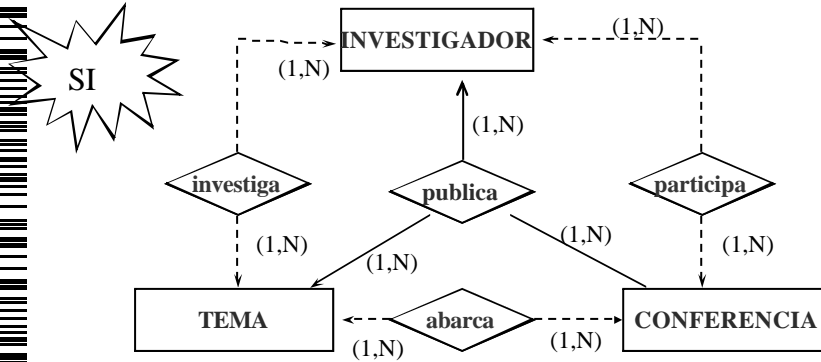 INVESTIGADOR
(1,N)
(1,N)
SI
(1,N)
investiga
publica
participa
(1,N)
(1,N)
(1,N)
(1,N)
TEMA
abarca
CONFERENCIA
(1,N)
(1,N)